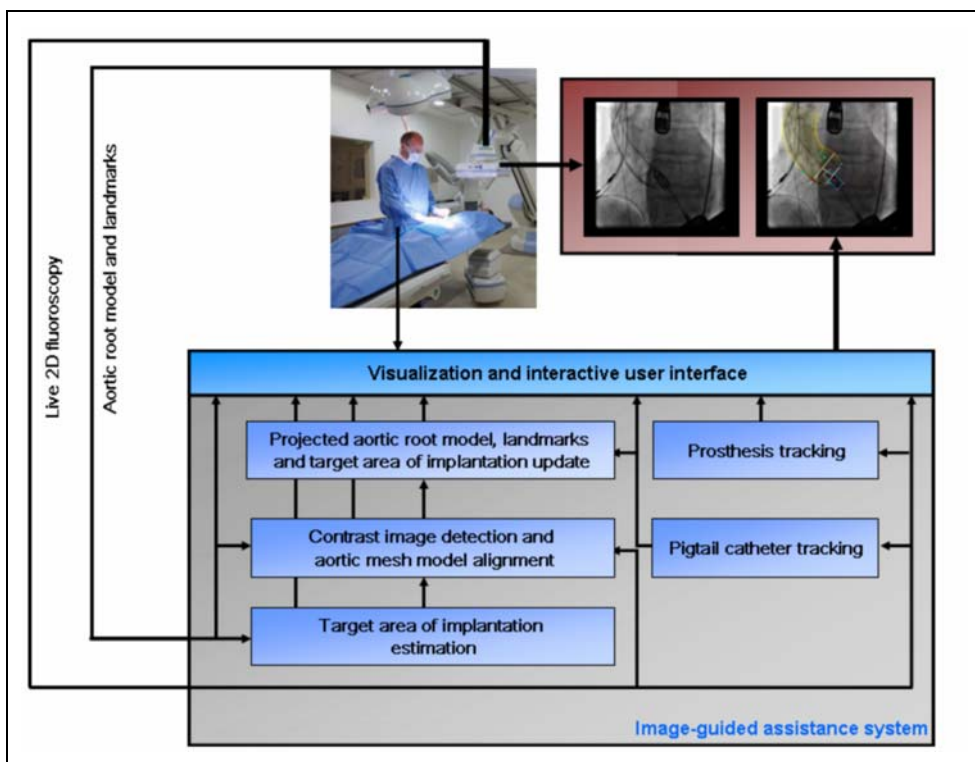 Live 2D fluoroscopy
Aortic root model and landmarks
Visualization and interactive user interface
Projected aortic root model, landmarks
and target area of implantation update
Prosthesis tracking
Contrast image detection and
aortic mesh model alignment
Pigtail catheter tracking
Target area of implantation
estimation
Image-guided assistance system